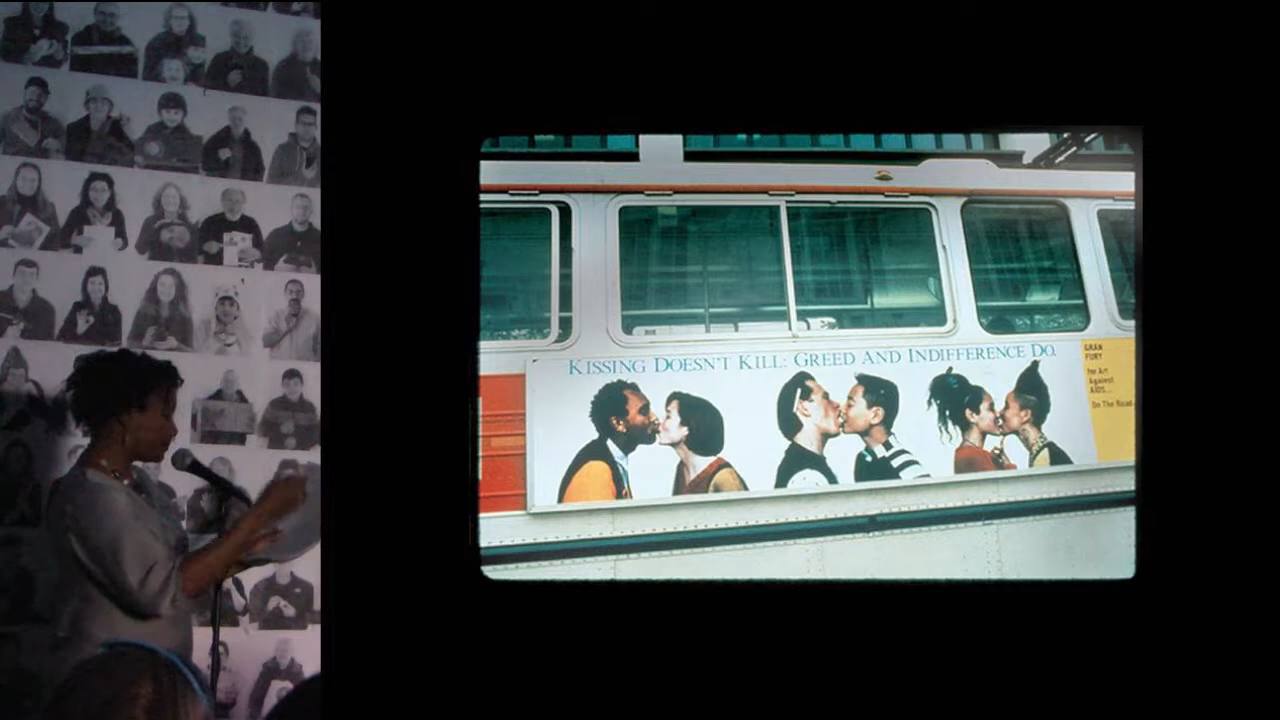 KISSING DOESN'T KILL: GREED AND INDIFFERENCE DO.
GRAN
FURY
for Art
Against
AIDS
On The Road